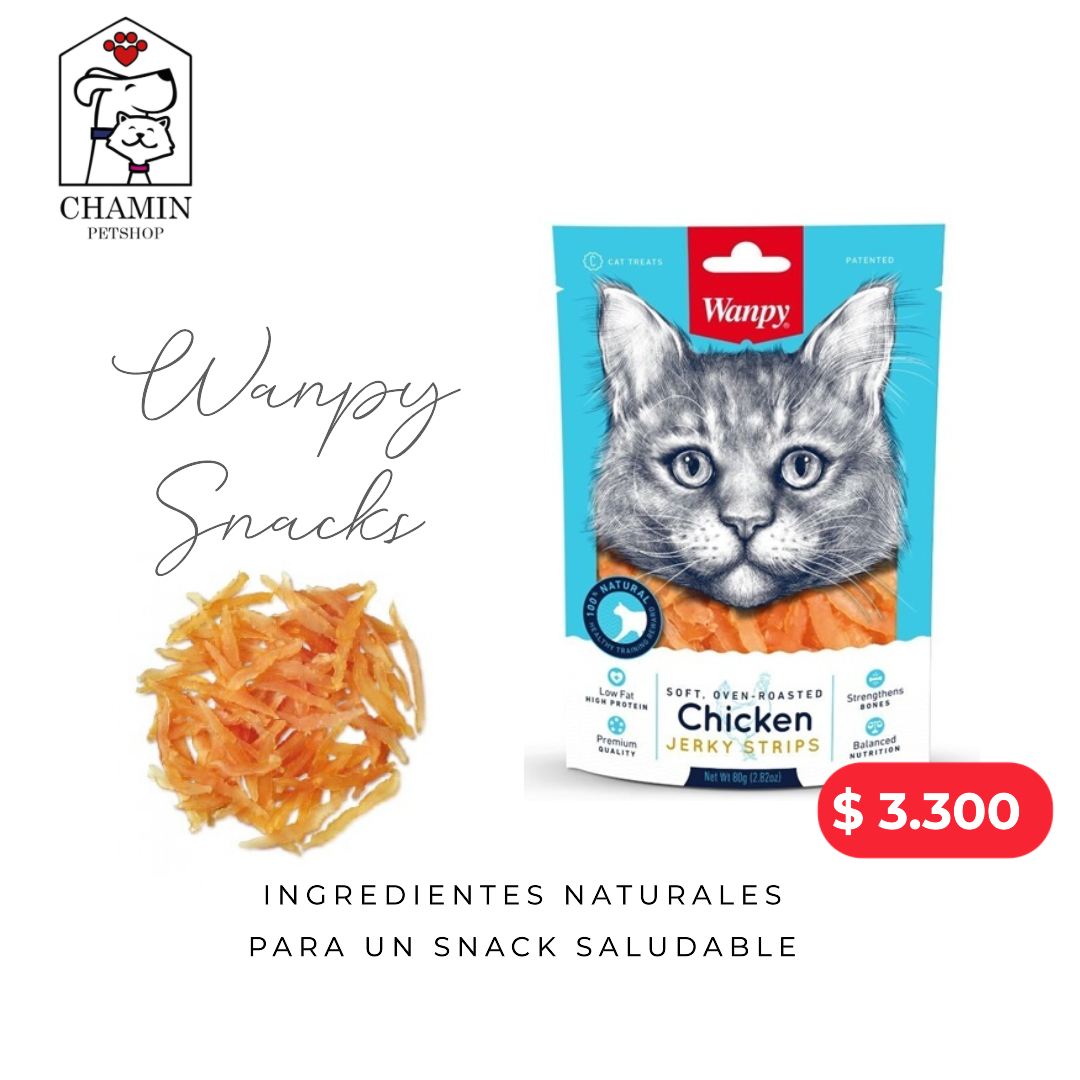 CHAMIN
PETSHOP
Wanpy
Snacks
C CAT TREATS
PATENTED
Wanpy®
100% NATURAL
HEALTHY TRAINING REWARD
Low Fat
HIGH PROTEIN
Premium
QUALITY
SOFT, OVEN-ROASTED
Chicken
JERKY STRIPS
Strengthens
BONES
Balanced
NUTRITION
Net Wt 80g (2.82oz)
$ 3.300
INGREDIENTES NATURALES
PARA UN SNACK SALUDABLE